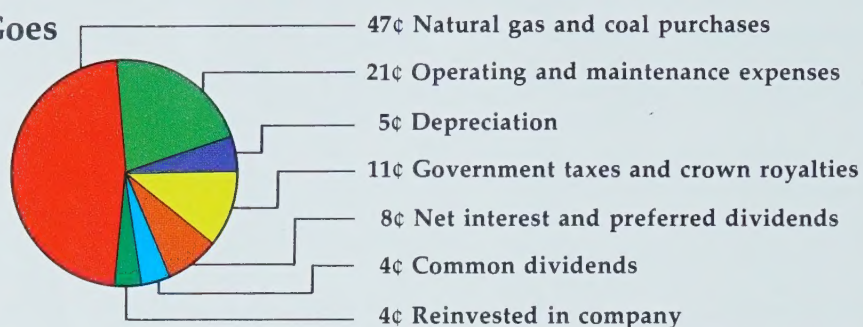 47¢ Natural gas and coal purchases
21¢ Operating and maintenance expenses
5¢ Depreciation
11¢ Government taxes and crown royalties
8¢ Net interest and preferred dividends
4¢ Common dividends
4¢ Reinvested in company